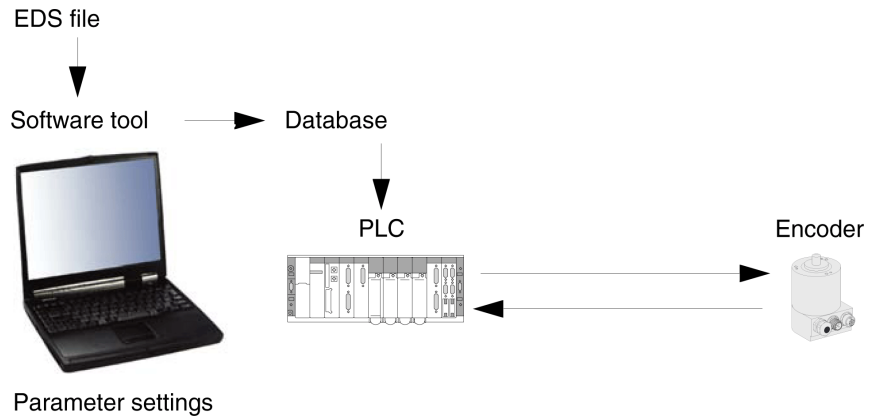 EDS file
Software tool
Database
PLC
Encoder
Parameter settings